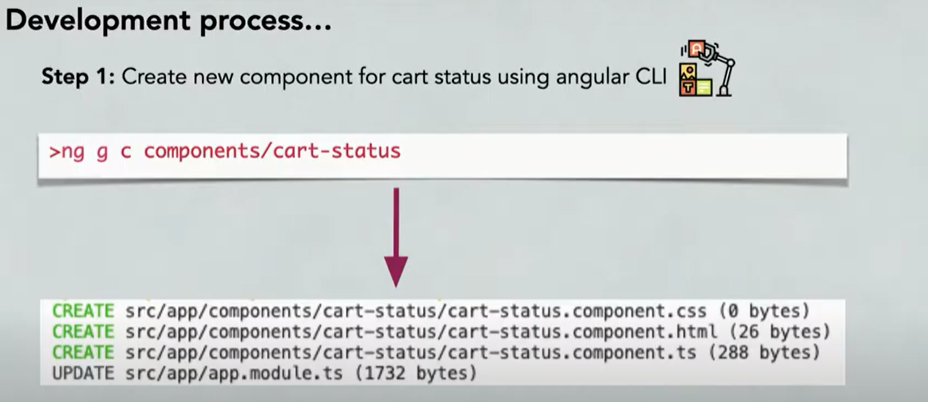 Development process...
Step 1: Create new component for cart status using angular CLI
>ng g c components/cart-status
CREATE src/app/components/cart-status/cart-status.component.css (0 bytes)
CREATE src/app/components/cart-status/cart-status.component.html (26 bytes)
CREATE src/app/components/cart-status/cart-status.component.ts (288 bytes)
UPDATE src/app/app.module.ts (1732 bytes)